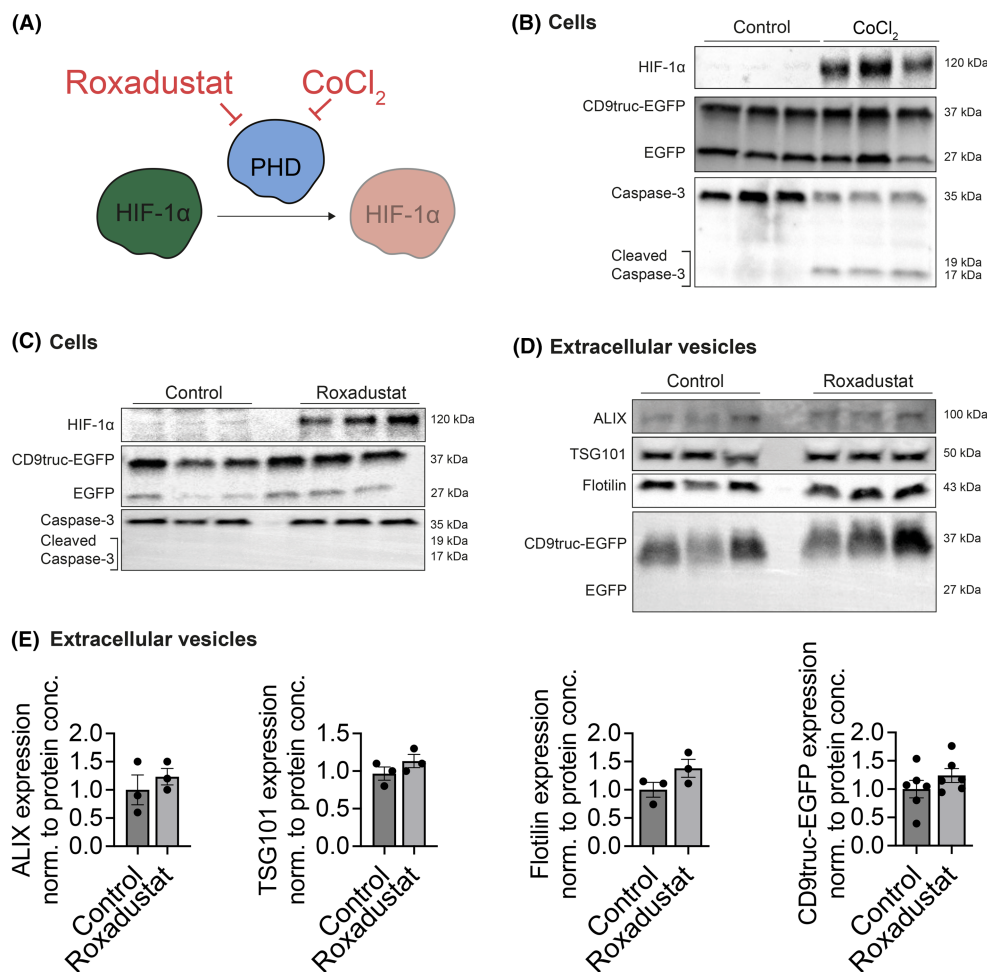 (A)
Roxadustat
CoCl2
PHD
HIF-1α
HIF-1α
(B) Cells
Control
CoCl2
HIF-1α
120 kDa
CD9truc-EGFP
37 kDa
EGFP
27 kDa
Caspase-3
35 kDa
Cleaved
Caspase-3
19 kDa
17 kDa
(C) Cells
Control
Roxadustat
HIF-1α
120 kDa
CD9truc-EGFP
37 kDa
EGFP
27 kDa
Caspase-3
35 kDa
Cleaved
Caspase-3
19 kDa
17 kDa
(D) Extracellular vesicles
Control
Roxadustat
ALIX
100 kDa
TSG101
50 kDa
Flotilin
43 kDa
CD9truc-EGFP
37 kDa
EGFP
27 kDa
(E) Extracellular vesicles
ALIX expression
norm. to protein conc.
2.0
1.5
1.0
0.5
0.0
Control
Roxadustat
TSG101 expression
norm. to protein conc.
1.5
1.0
0.5
0.0
Control
Roxadustat
Flotilin expression
norm. to protein conc.
2.0
1.5
1.0
0.5
0.0
Control
Roxadustat
CD9truc-EGFP expression
norm. to protein conc.
2.0
1.5
1.0
0.5
0.0
Control
Roxadustat